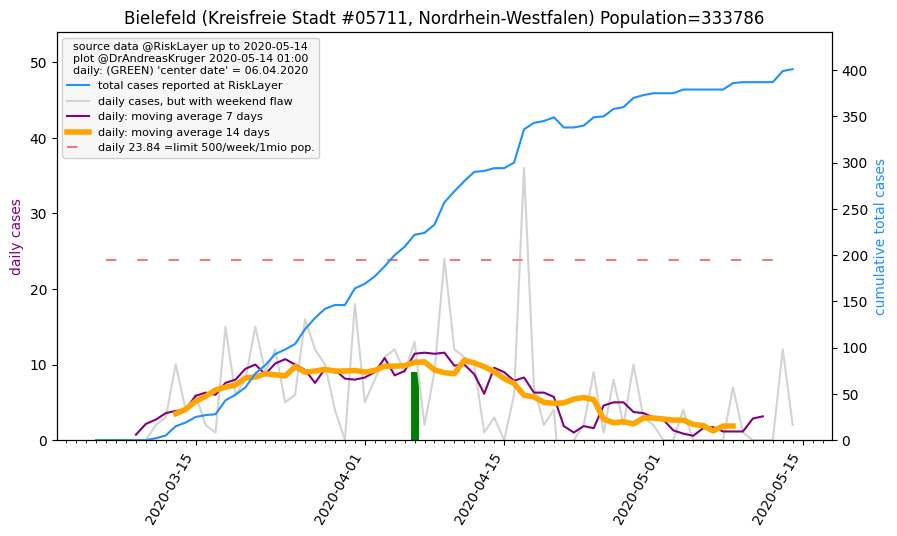 Bielefeld (Kreisfreie Stadt #05711, Nordrhein-Westfalen) Population=333786
source data @RiskLayer up to 2020-05-14
plot @DrAndreasKruger 2020-05-14 01:00
daily: (GREEN) 'center date' = 06.04.2020
total cases reported at RiskLayer
daily cases, but with weekend flaw
daily: moving average 7 days
daily: moving average 14 days
daily 23.84 =limit 500/week/1mio pop.
daily cases
50
40
30
20
10
0
cumulative total cases
400
350
300
250
200
150
100
50
0
2020-03-15
2020-04-01
2020-04-15
2020-05-01
2020-05-15